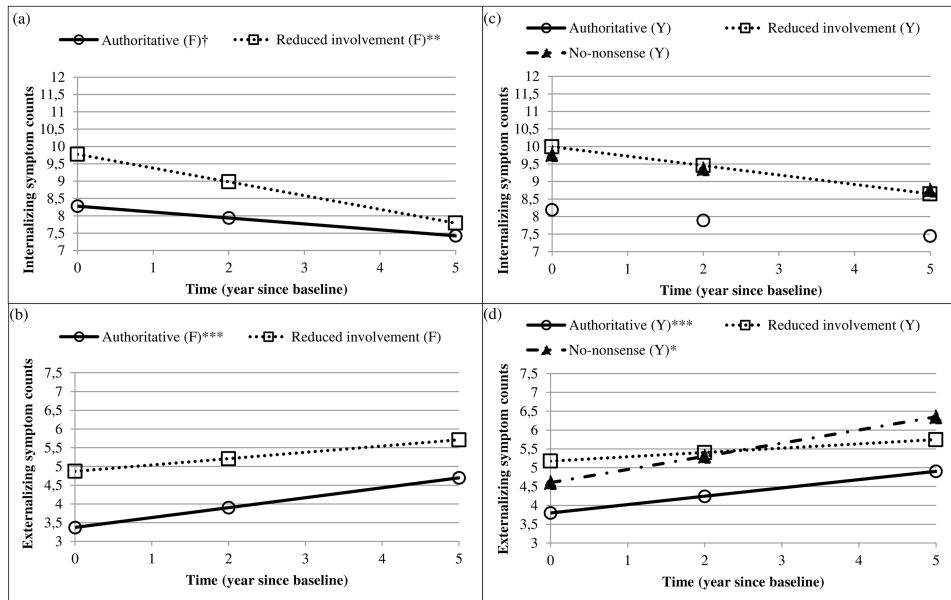 (a)
Authoritative (F)† Reduced involvement (F)**
Internalizing symptom counts
12
11,5
11
10,5
10
9,5
9
8,5
8
7,5
7
0 1 2 3 4 5
Time (year since baseline)
(c)
Authoritative (Y) Reduced involvement (Y)
No-nonsense (Y)
Internalizing symptom counts
12
11,5
11
10,5
10
9,5
9
8,5
8
7,5
7
0 1 2 3 4 5
Time (year since baseline)
(b)
Authoritative (F)*** Reduced involvement (F)
Externalizing symptom counts
7,5
7
6,5
6
5,5
5
4,5
4
3,5
3
0 1 2 3 4 5
Time (year since baseline)
(d)
Authoritative (Y)*** Reduced involvement (Y)
No-nonsense (Y)*
Externalizing symptom counts
7,5
7
6,5
6
5,5
5
4,5
4
3,5
3
0 1 2 3 4 5
Time (year since baseline)